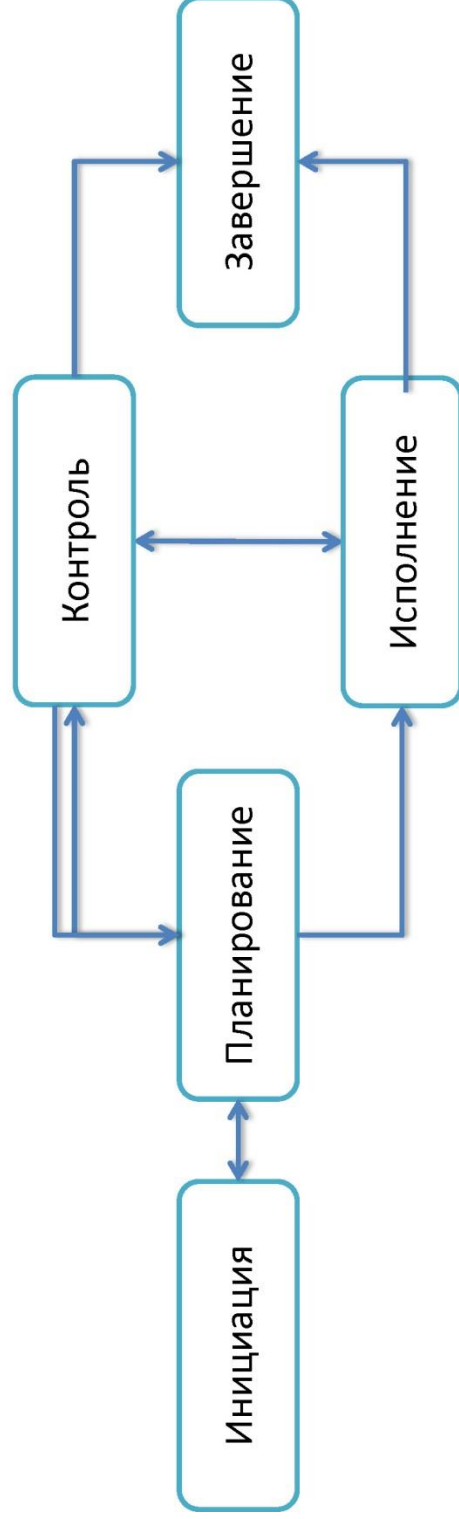 Инициация
Планирование
Контроль
Исполнение
Завершение